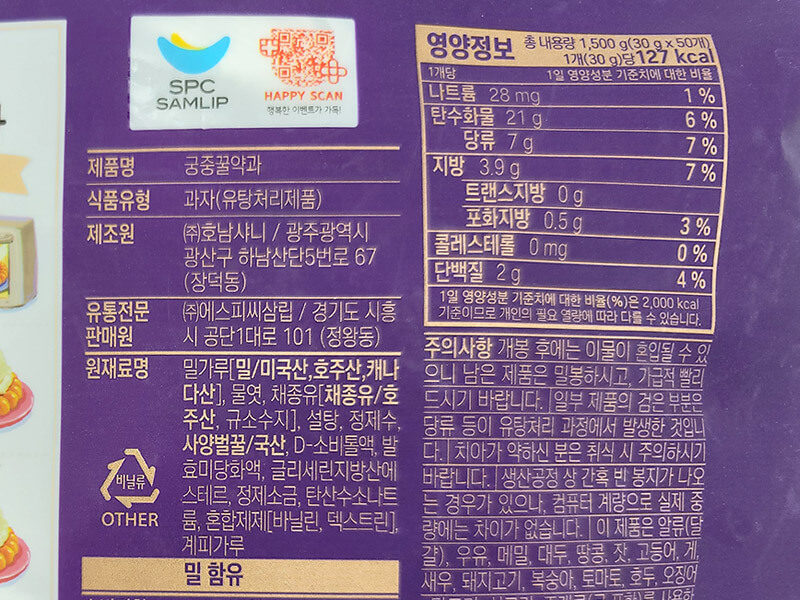 SPC
SAMLIP
HAPPY SCAN
행복한 이벤트가 가득!
제품명 궁중꿀약과
식품유형 과자(유탕처리제품)
제조원 ㈜호남샤니 / 광주광역시
광산구 하남산단5번로 67
(장덕동)
유통전문
판매원
㈜에스피씨삼립 / 경기도 시흥
시 공단1대로 101 (정왕동)
원재료명 밀가루[밀/미국산,호주산,캐나
다산], 물엿, 채종유[채종유/호
주산, 규소수지], 설탕, 정제수,
사양벌꿀/국산, D-소비톨액, 발
효미당화액, 글리세린지방산에
스테르, 정제소금, 탄산수소나트
륨, 혼합제제[바닐린, 덱스트린],
계피가루
비닐류
OTHER
밀 함유
영양정보 총 내용량 1,500 g(30 g x 50개)
1개(30 g)당 127 kcal
1개당 1일 영양성분 기준치에 대한 비율
나트륨 28 mg 1 %
탄수화물 21 g 6 %
당류 7 g 7 %
지방 3.9 g 7 %
트랜스지방 0 g
포화지방 0.5 g 3 %
콜레스테롤 0 mg 0 %
단백질 2 g 4 %
1일 영양성분 기준치에 대한 비율(%)은 2,000 kcal
기준이므로 개인의 필요 열량에 따라 다를 수 있습니다.
주의사항 개봉 후에는 이물이 혼입될 수 있
으니 남은 제품은 밀봉하시고, 가급적 빨리
드시기 바랍니다. | 일부 제품의 검은 부분은
당류 등이 유탕처리 과정에서 발생한 것입니
다. | 치아가 약하신 분은 취식 시 주의하시기
바랍니다. | 생산공정 상 간혹 반 봉지가 나오
는 경우가 있으나, 컴퓨터 계량으로 실제 중
량에는 차이가 없습니다. | 이 제품은 알류(달
걀), 우유, 메밀, 대두, 땅콩, 잣, 고등어, 게,
새우, 돼지고기, 복숭아, 토마토, 호두, 오징어